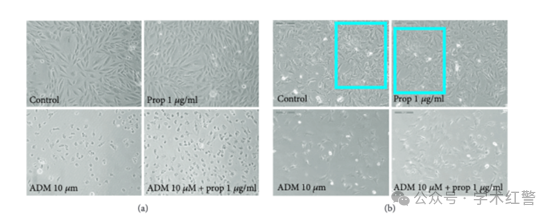 Control
Prop 1 µg/ml
ADM 10 µm
ADM 10 µM + prop 1 µg/ml
(a)
Control
Prop 1 µg/ml
ADM 10 µm
ADM 10 µM + prop 1 µg/ml
(b)
公众号 · 学术红警